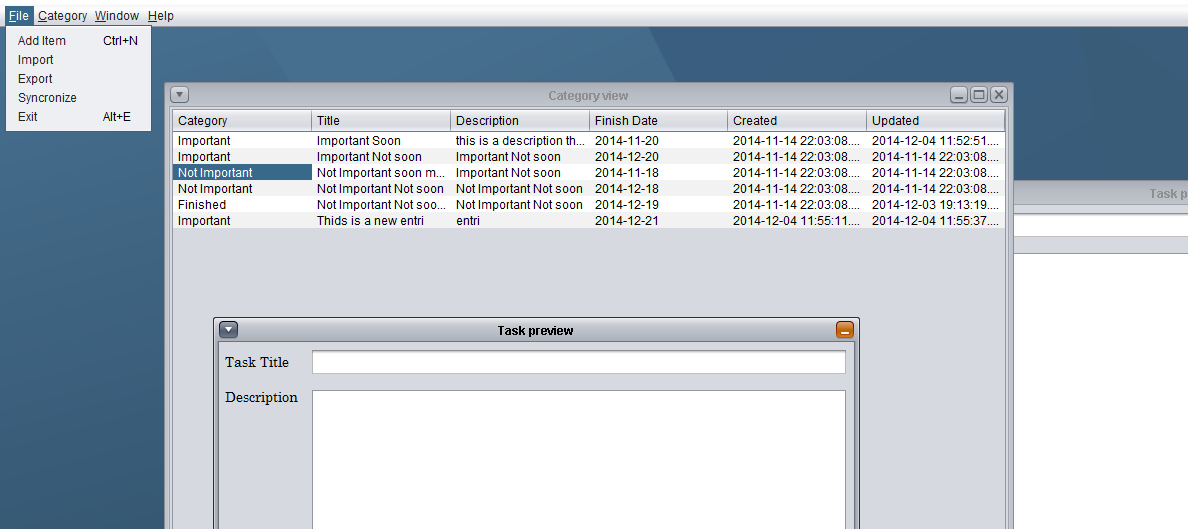 File Category Window Help
Add Item Ctrl+N
Import
Export
Syncronize
Exit Alt+E
Category view
Category Title Description Finish Date Created Updated
Important Important Soon this is a description th... 2014-11-20 2014-11-14 22:03:08.... 2014-12-04 11:52:51....
Important Important Not soon Important Not soon 2014-12-20 2014-11-14 22:03:08.... 2014-11-14 22:03:08....
Not Important Not Important soon m... Important Not soon 2014-11-18 2014-11-14 22:03:08.... 2014-11-14 22:03:08....
Not Important Not Important Not soon Not Important Not soon 2014-12-18 2014-11-14 22:03:08.... 2014-11-14 22:03:08....
Finished Not Important Not soo... Not Important Not soon 2014-12-19 2014-11-14 22:03:08.... 2014-12-03 19:13:19....
Important Thids is a new entri entri 2014-12-21 2014-12-04 11:55:11.... 2014-12-04 11:55:37....
Task p
Task preview
Task Title
Description